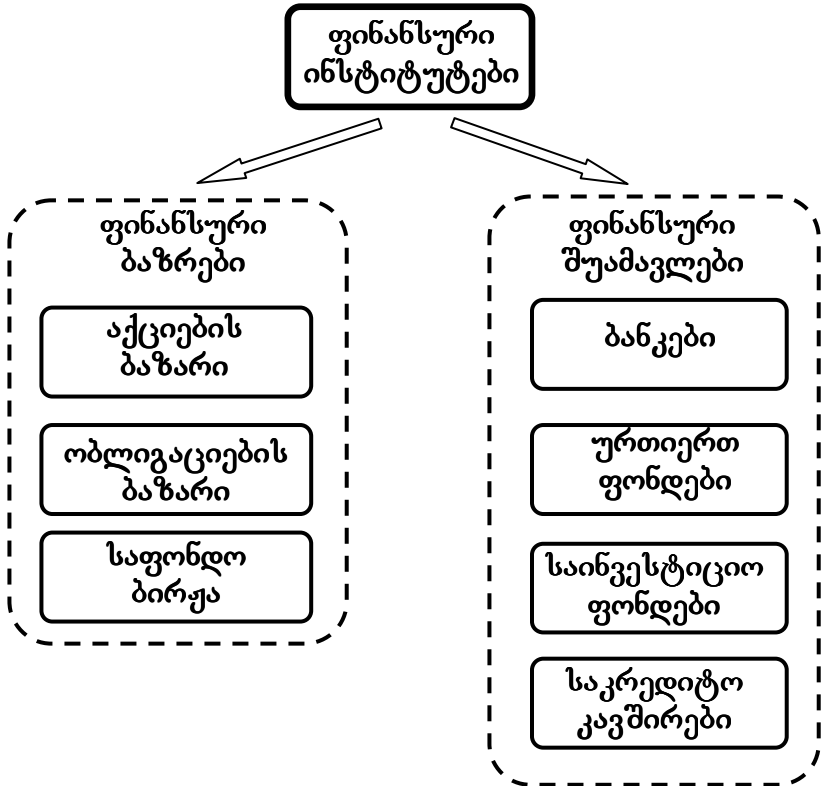 ფინანსური
ინსტიტუტები
ფინანსური
ბაზრები
აქციების
ბაზარი
ობლიგაციების
ბაზარი
საფონდო
ბირჟა
ფინანსური
შუამავლები
ბანკები
ურთიერთ
ფონდები
საინვესტიციო
ფონდები
საკრედიტო
კავშირები